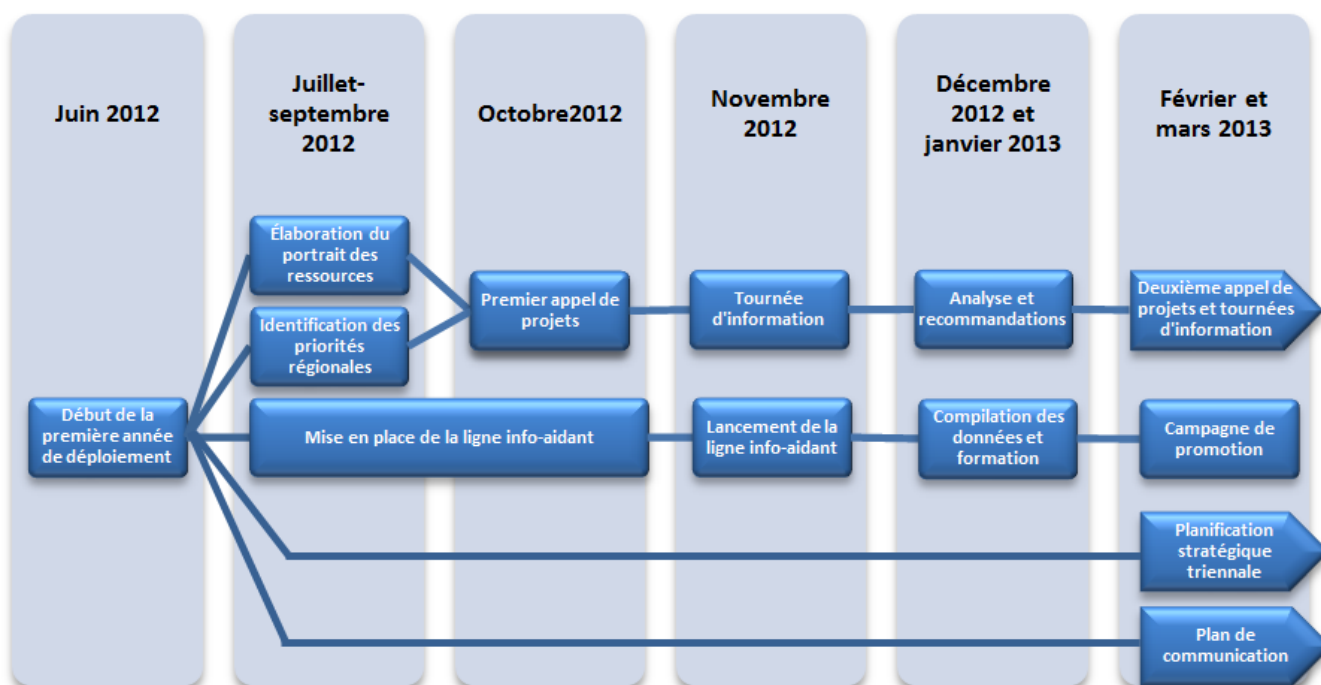 Juin 2012
Juillet-
septembre
2012
Octobre2012
Novembre
2012
Décembre
2012 et
janvier 2013
Février et
mars 2013
Élaboration du
portrait des
ressources
Identification des
priorités
régionales
Premier appel de
projets
Tournée
d'information
Analyse et
recommandations
Deuxième appel de
projets et tournées
d'information
Début de la
première année
de déploiement
Mise en place de la ligne info-aidant
Lancement de la
ligne info-aidant
Compilation des
données et
formation
Campagne de
promotion
Planification
stratégique
triennale
Plan de
communication